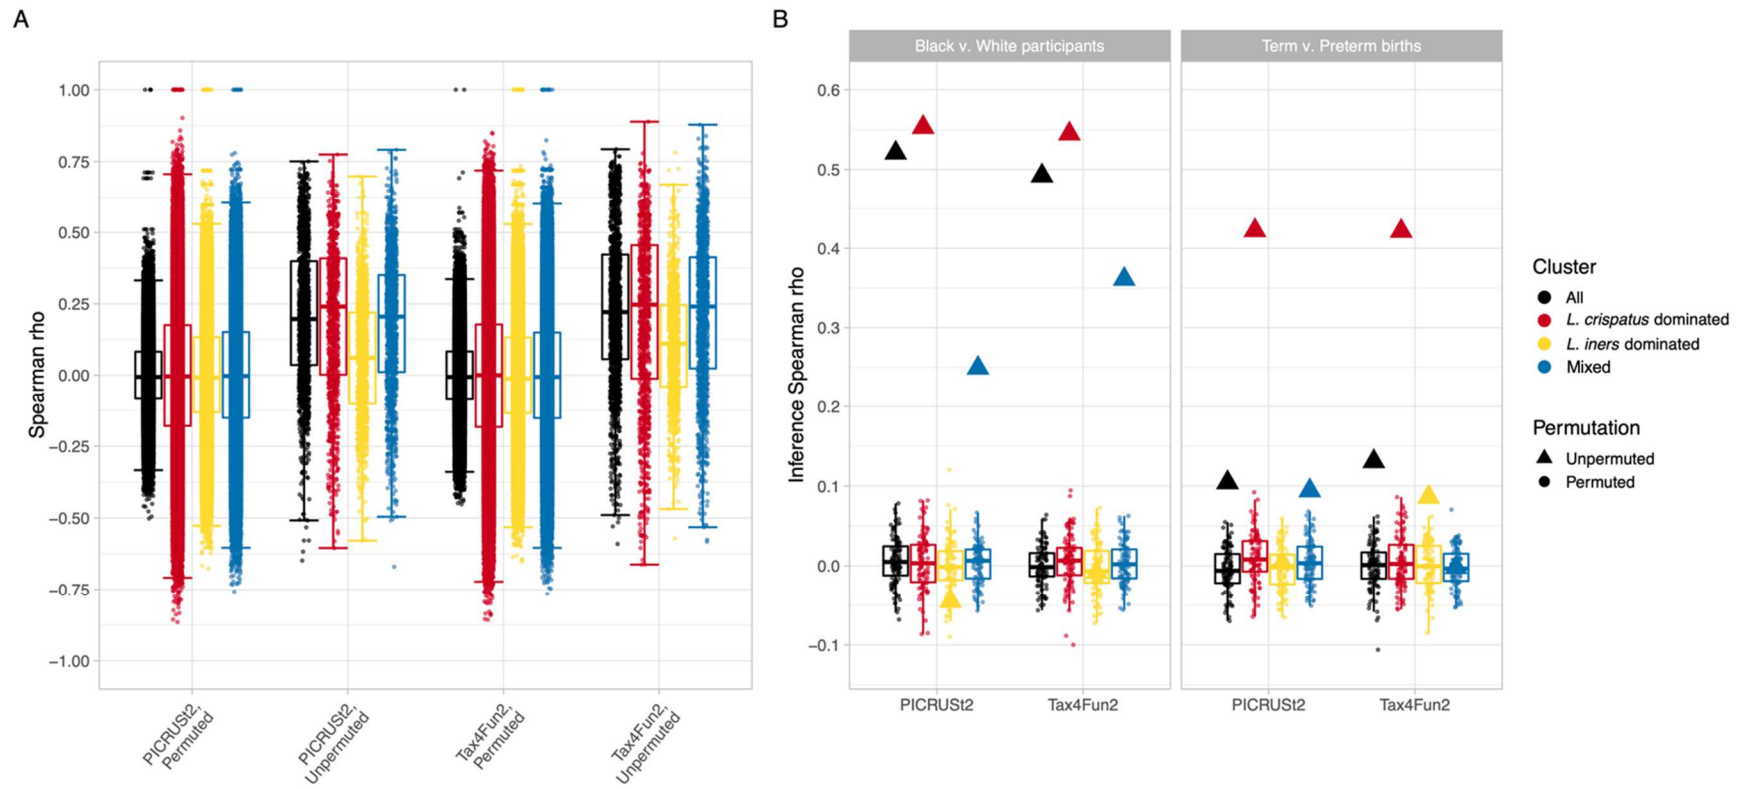 A
B
Black v. White participants
Term v. Preterm births
Spearman rho
1.00
0.75
0.50
0.25
0.00
−0.25
−0.50
−0.75
−1.00
PICRUSt2,
Permuted
PICRUSt2,
Unpermuted
Tax4Fun2,
Permuted
Tax4Fun2,
Unpermuted
Inference Spearman rho
0.6
0.5
0.4
0.3
0.2
0.1
0.0
−0.1
PICRUSt2
Tax4Fun2
PICRUSt2
Tax4Fun2
Cluster
All
L. crispatus dominated
L. iners dominated
Mixed
Permutation
Unpermuted
Permuted